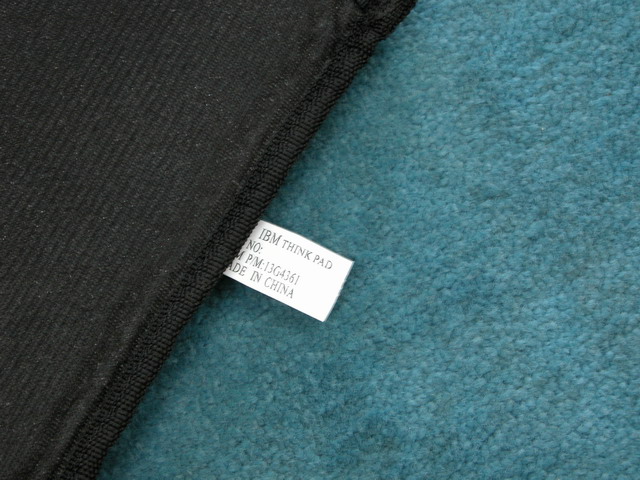 IBM THINK PAD
NO:
M P/M:13G4361
ADE IN CHINA